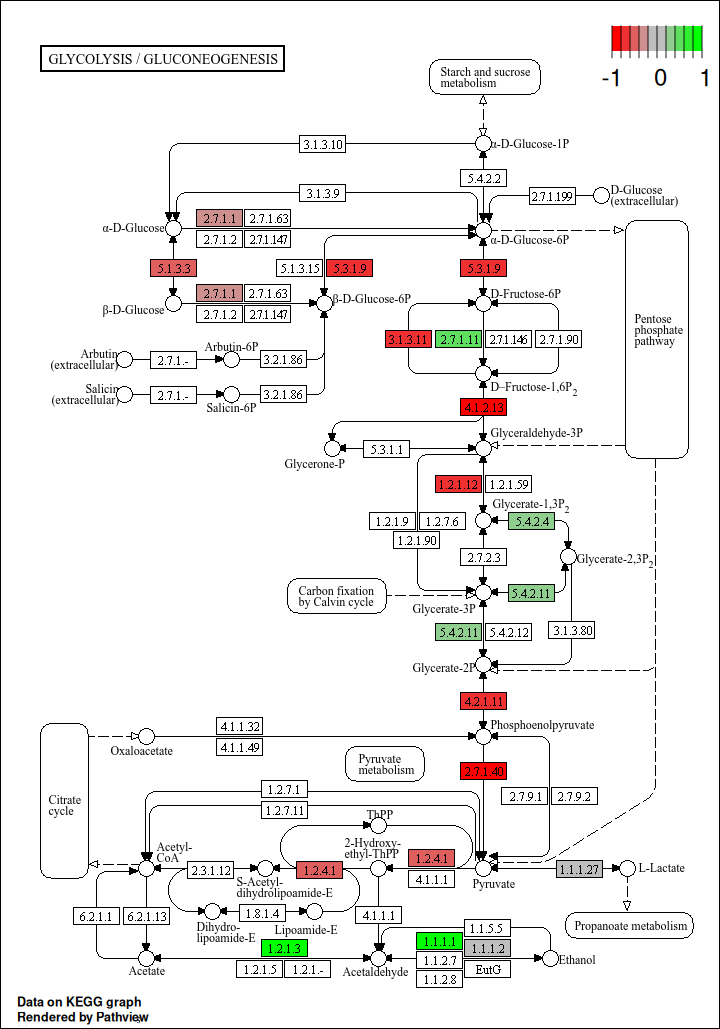 GLYCOLYSIS / GLUCONEOGENESIS
-1 0 1
Starch and sucrose
metabolism
3.1.3.10
α-D-Glucose-1P
5.4.2.2
3.1.3.9
2.7.1.199
D-Glucose
(extracellular)
2.7.1.1 2.7.1.63
α-D-Glucose
2.7.1.2 2.7.1.147
α-D-Glucose-6P
5.1.3.3
5.1.3.15 5.3.1.9
5.3.1.9
2.7.1.1 2.7.1.63
β-D-Glucose
2.7.1.2 2.7.1.147
β-D-Glucose-6P
D-Fructose-6P
Pentose
phosphate
pathway
3.1.3.11 2.7.1.11 2.7.1.146 2.7.1.90
Arbutin
(extracellular)
2.7.1.-
Arbutin-6P
3.2.1.86
Salicin
(extracellular)
2.7.1.-
Salicin-6P
3.2.1.86
D-Fructose-1,6P2
4.1.2.13
Glyceraldehyde-3P
5.3.1.1
Glycerone-P
1.2.1.12 1.2.1.59
Glycerate-1,3P2
1.2.1.9 1.2.7.6
1.2.1.90
5.4.2.4
2.7.2.3
Glycerate-2,3P2
Carbon fixation
by Calvin cycle
5.4.2.11
Glycerate-3P
5.4.2.11 5.4.2.12
3.1.3.80
Glycerate-2P
4.2.1.11
Phosphoenolpyruvate
4.1.1.32
4.1.1.49
Oxaloacetate
Pyruvate
metabolism
2.7.1.40
Citrate
cycle
1.2.7.1
1.2.7.11
2.7.9.1 2.7.9.2
ThPP
Acetyl-
CoA
2-Hydroxy-
ethyl-ThPP
2.3.1.12
S-Acetyl-
dihydrolipoamide-E
1.2.4.1
1.2.4.1
4.1.1.1
Pyruvate
1.1.1.27
L-Lactate
6.2.1.1 6.2.1.13
Dihydro-
lipoamide-E
1.8.1.4
Lipoamide-E
4.1.1.1
Propanoate metabolism
1.2.1.3
1.2.1.5 1.2.1.-
Acetate
Acetaldehyde
1.1.5.5
1.1.1.1 1.1.1.2
1.1.2.7 EutG
1.1.2.8
Ethanol
Data on KEGG graph
Rendered by Pathview